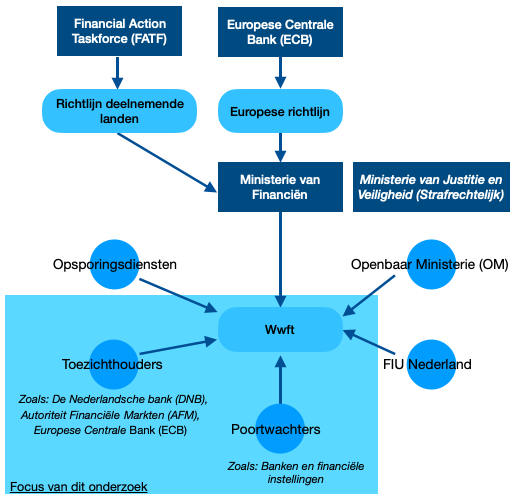 Financial Action
Taskforce (FATF)
Europese Centrale
Bank (ECB)
Richtlijn deelnemende
landen
Europese richtlijn
Ministerie van
Financiën
Ministerie van Justitie en
Veiligheid (Strafrechtelijk)
Opsporingsdiensten
Openbaar Ministerie (OM)
Wwft
Toezichthouders
FIU Nederland
Zoals: De Nederlandsche bank (DNB),
Autoriteit Financiële Markten (AFM),
Europese Centrale Bank (ECB)
Poortwachters
Zoals: Banken en financiële
instellingen
Focus van dit onderzoek